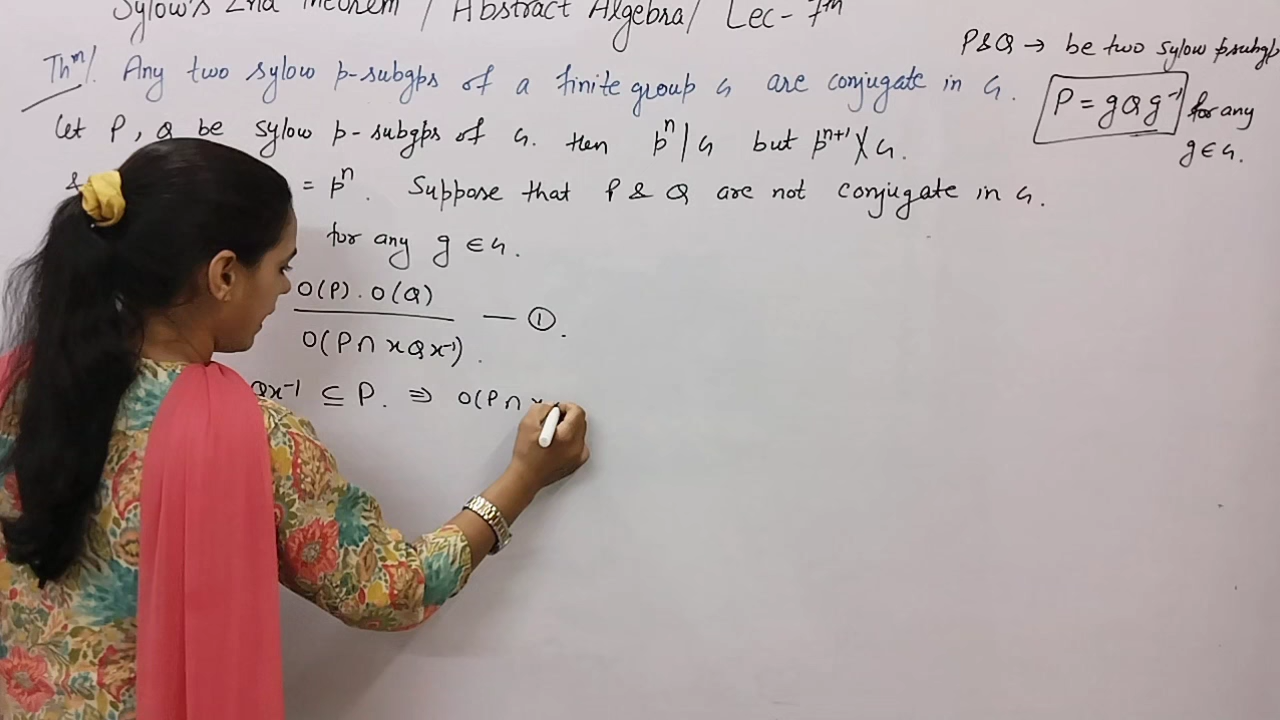 Sylow's 2nd Theorem / Abstract Algebra / Lec - 7th
P & Q → be two sylow psubgp
Thm/. Any two sylow p-subgps of a finite group G are conjugate in G.
P = gQg⁻¹ for any
g ∈ G.
Let P, Q be sylow p-subgps of G. then pⁿ | G but pⁿ⁺¹ ∤ G.
& = pⁿ. Suppose that P & Q are not conjugate in G.
for any g ∈ G.
O(P) . O(Q)
O(P ∩ xQx⁻¹) . — ①.
Qx⁻¹ ⊆ P. ⇒ O(P ∩ x